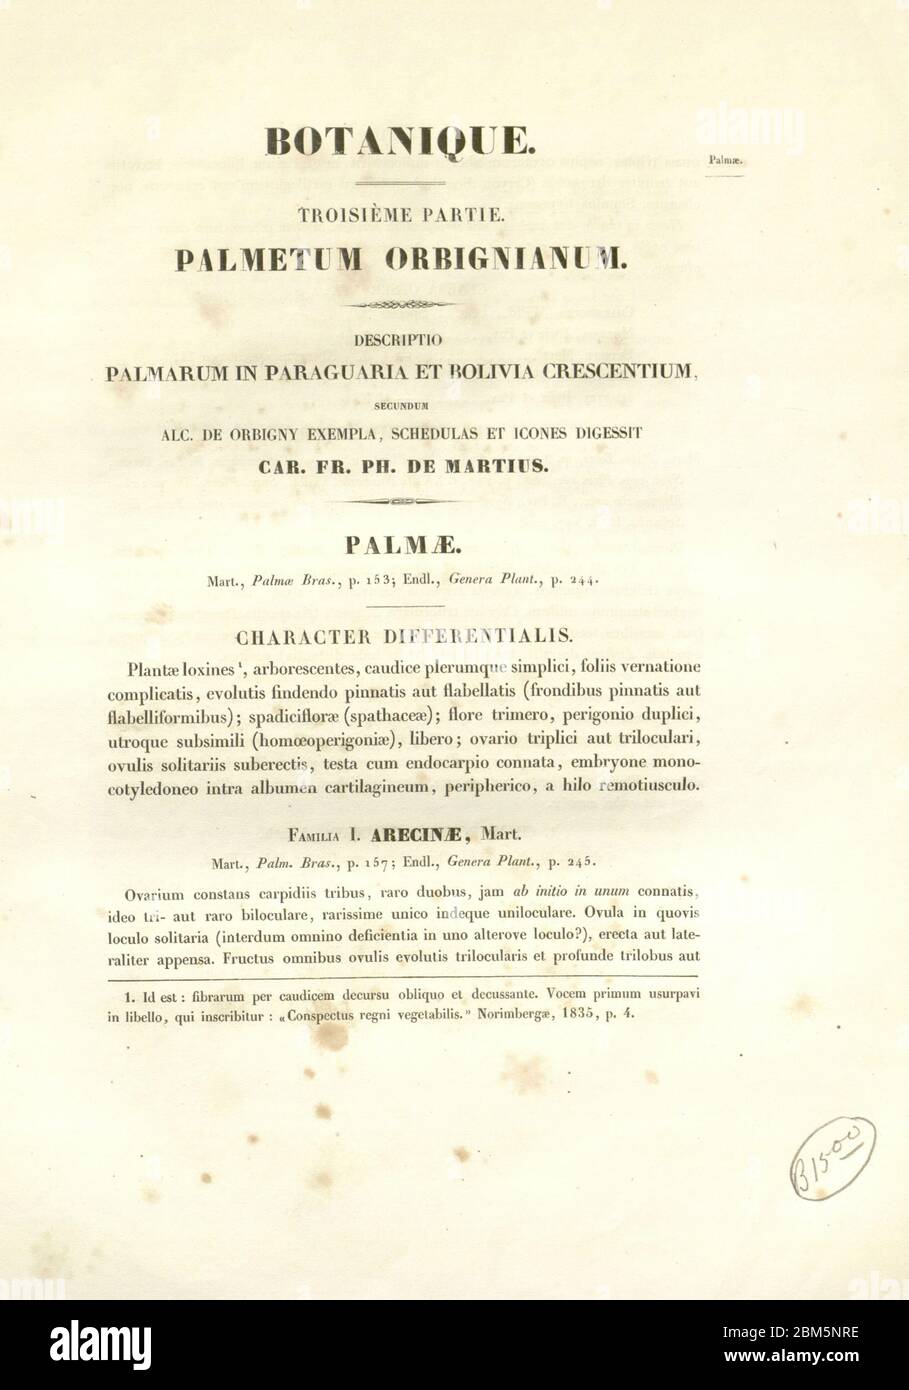 BOTANIQUE.
Palmæ.
TROISIÈME PARTIE.
PALMETUM ORBIGNIANUM.
DESCRIPTIO
PALMARUM IN PARAGUARIA ET BOLIVIA CRESCENTIUM,
SECUNDUM
ALC. DE ORBIGNY EXEMPLA, SCHEDULAS ET ICONES DIGESSIT
CAR. FR. PH. DE MARTIUS.
PALMÆ.
Mart., Palmæ Bras., p. 153; Endl., Genera Plant., p. 244.
CHARACTER DIFFERENTIALIS.
Plantæ loxines¹, arborescentes, caudice plerumque simplici, foliis vernatione
complicatis, evolutis findendo pinnatis aut flabellatis (frondibus pinnatis aut
flabelliformibus); spadicifloræ (spathaceæ); flore trimero, perigonio duplici,
utroque subsimili (homœoperigoniæ), libero; ovario triplici aut triloculari,
ovulis solitariis suberectis, testa cum endocarpio connata, embryone mono-
cotyledoneo intra albumen cartilagineum, peripherico, a hilo remotiusculo.
FAMILIA I. ARECINÆ, Mart.
Mart., Palm. Bras., p. 157; Endl., Genera Plant., p. 245.
Ovarium constans carpidiis tribus, raro duobus, jam ab initio in unum connatis,
ideo tri- aut raro biloculare, rarissime unico indeque uniloculare. Ovula in quovis
loculo solitaria (interdum omnino deficientia in uno alterove loculo?), erecta aut late-
raliter appensa. Fructus omnibus ovulis evolutis trilocularis et profunde trilobus aut
1. Id est : fibrarum per caudicem decursu obliquo et decussante. Vocem primum usurpavi
in libello, qui inscribitur : «Conspectus regni vegetabilis.” Norimbergæ, 1835, p. 4.
B1500
alamy
Image ID: 2BM5NRE
www.alamy.com